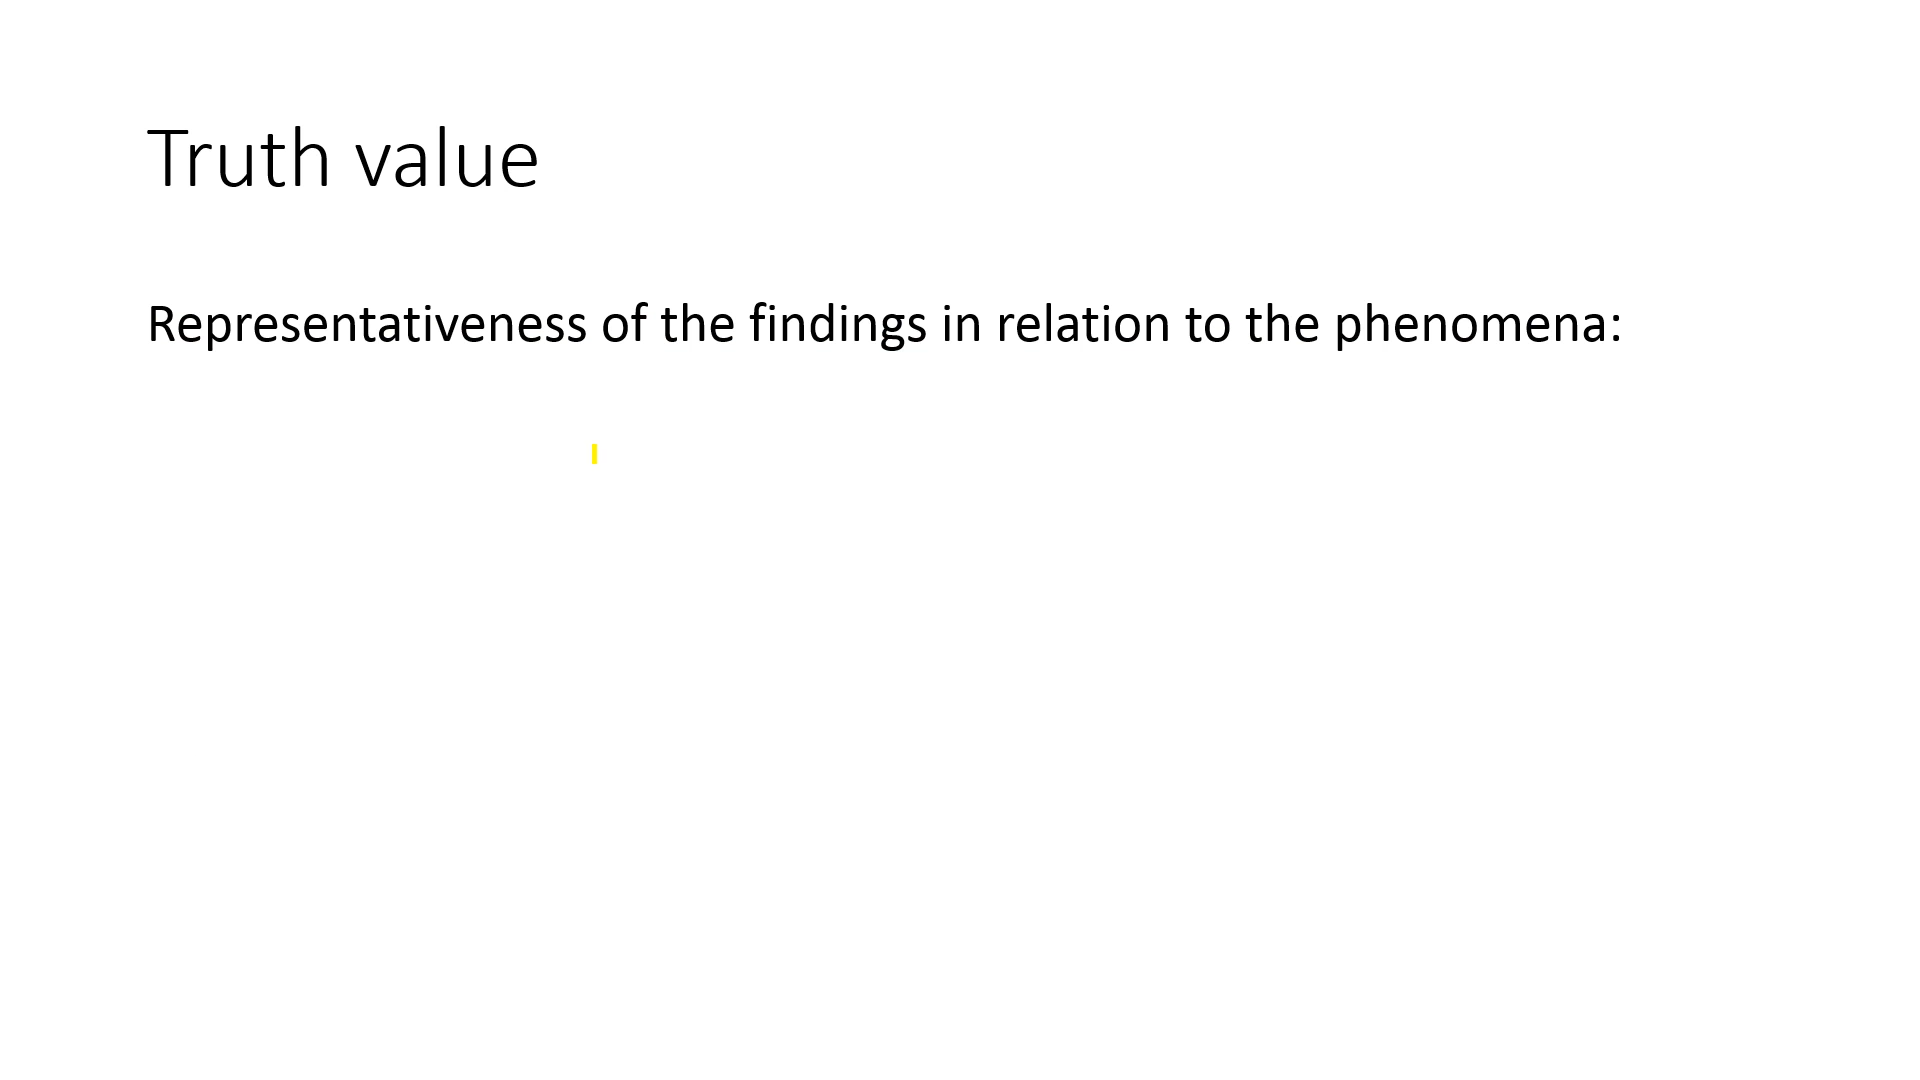 Truth value
Representativeness of the findings in relation to the phenomena: